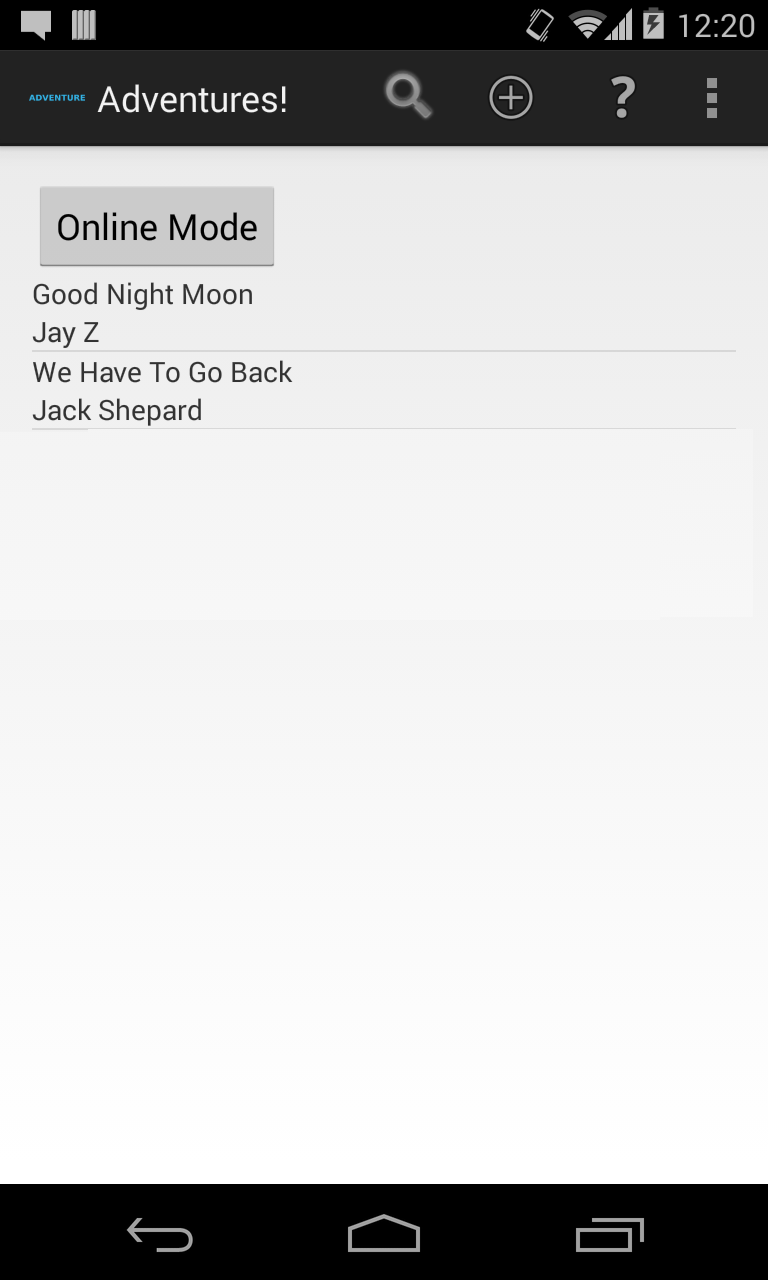 12:20
ADVENTURE Adventures!
Online Mode
Good Night Moon
Jay Z
We Have To Go Back
Jack Shepard